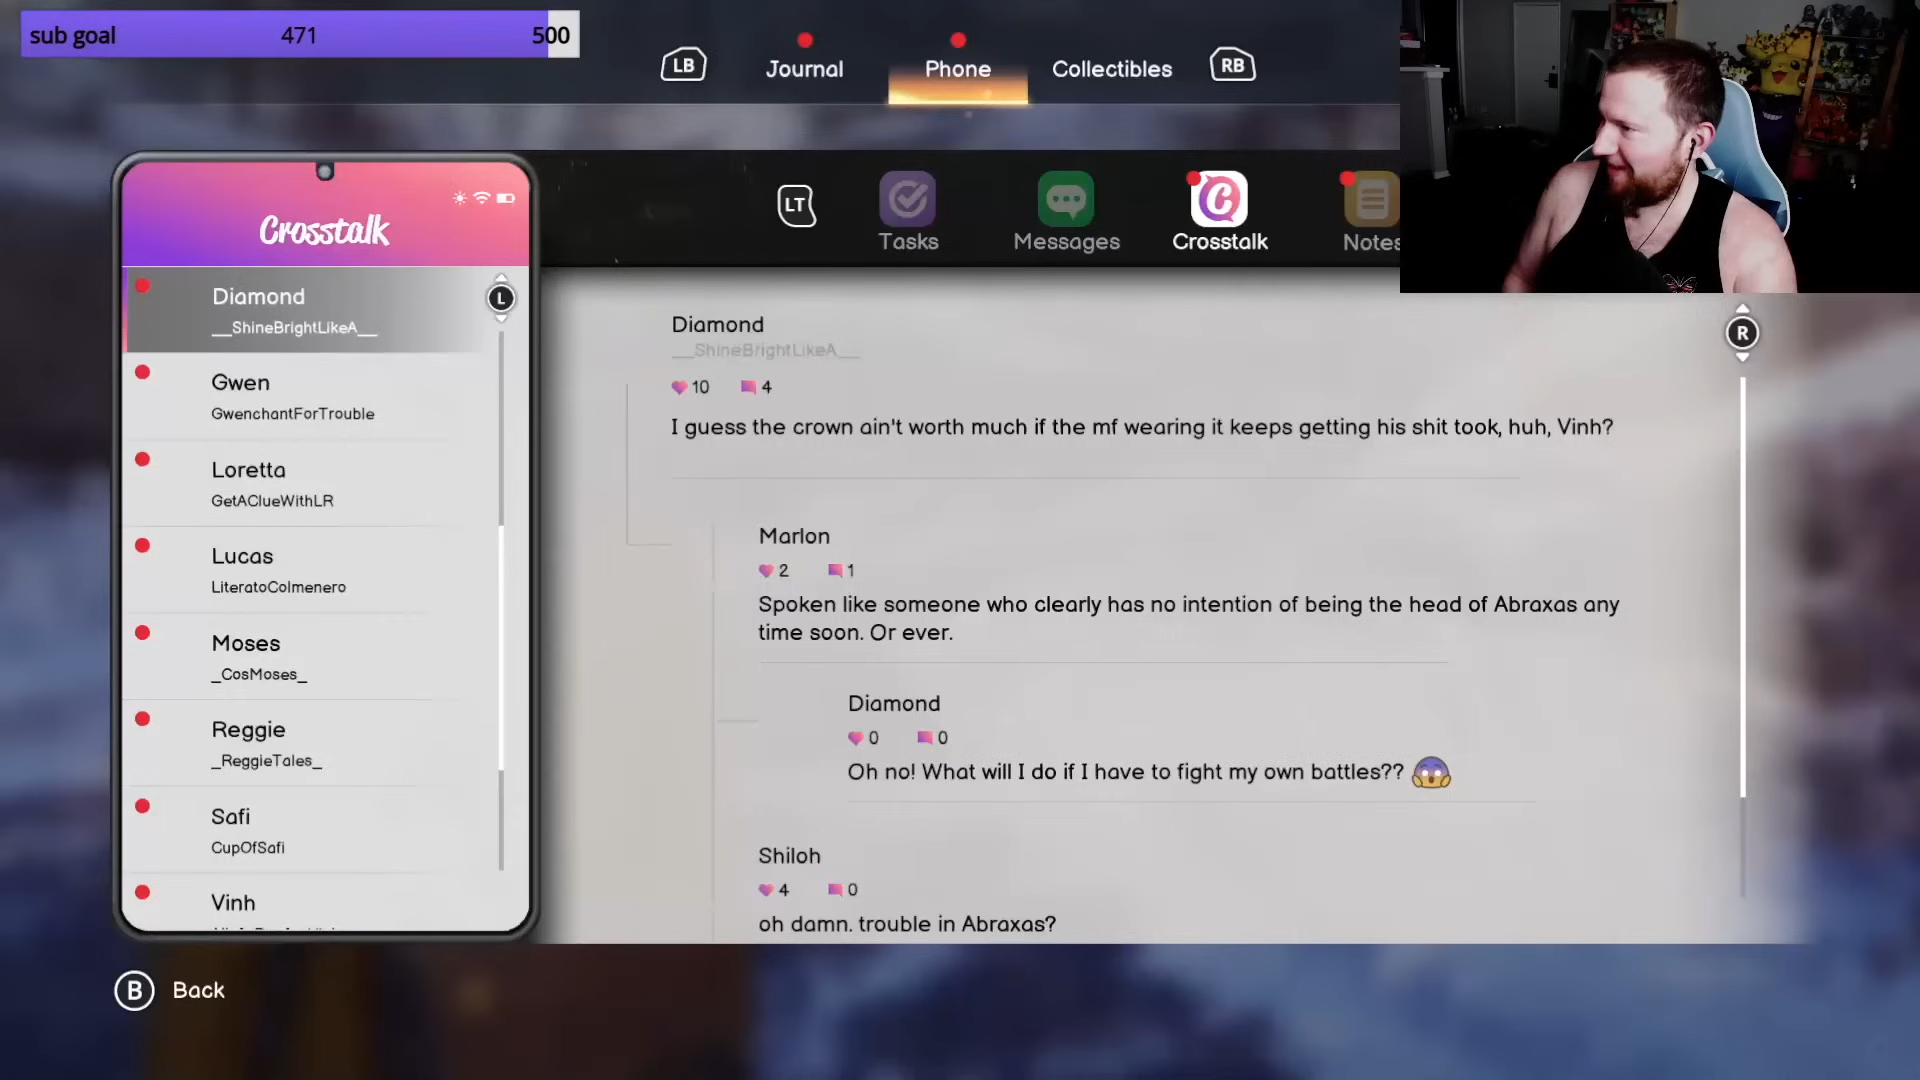 sub goal 471 500
LB Journal Phone Collectibles RB
Crosstalk
LT Tasks Messages Crosstalk Notes
Diamond
__ShineBrightLikeA__
L
Gwen
GwenchantForTrouble
Loretta
GetAClueWithLR
Lucas
LiteratoColmenero
Moses
_CosMoses_
Reggie
_ReggieTales_
Safi
CupOfSafi
Vinh
Diamond
__ShineBrightLikeA__
R
10 4
I guess the crown ain't worth much if the mf wearing it keeps getting his shit took, huh, Vinh?
Marlon
2 1
Spoken like someone who clearly has no intention of being the head of Abraxas any
time soon. Or ever.
Diamond
0 0
Oh no! What will I do if I have to fight my own battles??
Shiloh
4 0
oh damn. trouble in Abraxas?
B Back